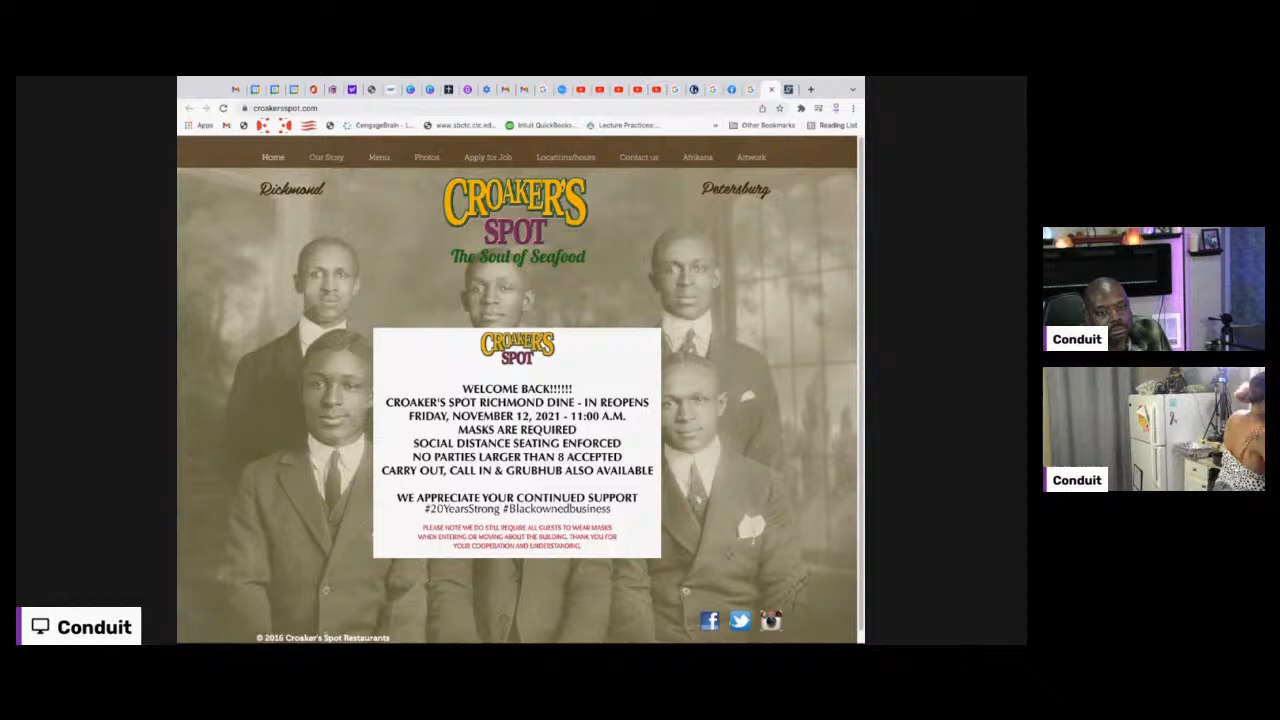 croakersspot.com
Apps
CengageBrain - L...
www.sbctc.ctc.ed...
Intuit QuickBooks...
Lecture Practices:...
»
Other Bookmarks
Reading List
Home
Our Story
Menu
Photos
Apply for Job
Locations/hours
Contact us
Afrikana
Artwork
Richmond
Petersburg
CROAKER'S
SPOT
The Soul of Seafood
CROAKER'S
SPOT
WELCOME BACK!!!!!!
CROAKER'S SPOT RICHMOND DINE - IN REOPENS
FRIDAY, NOVEMBER 12, 2021 - 11:00 A.M.
MASKS ARE REQUIRED
SOCIAL DISTANCE SEATING ENFORCED
NO PARTIES LARGER THAN 8 ACCEPTED
CARRY OUT, CALL IN & GRUBHUB ALSO AVAILABLE
WE APPRECIATE YOUR CONTINUED SUPPORT
#20YearsStrong #Blackownedbusiness
PLEASE NOTE WE DO STILL REQUIRE ALL GUESTS TO WEAR MASKS
WHEN ENTERING OR MOVING ABOUT THE BUILDING. THANK YOU FOR
YOUR COOPERATION AND UNDERSTANDING.
© 2016 Croaker's Spot Restaurants
Conduit
Conduit
Conduit